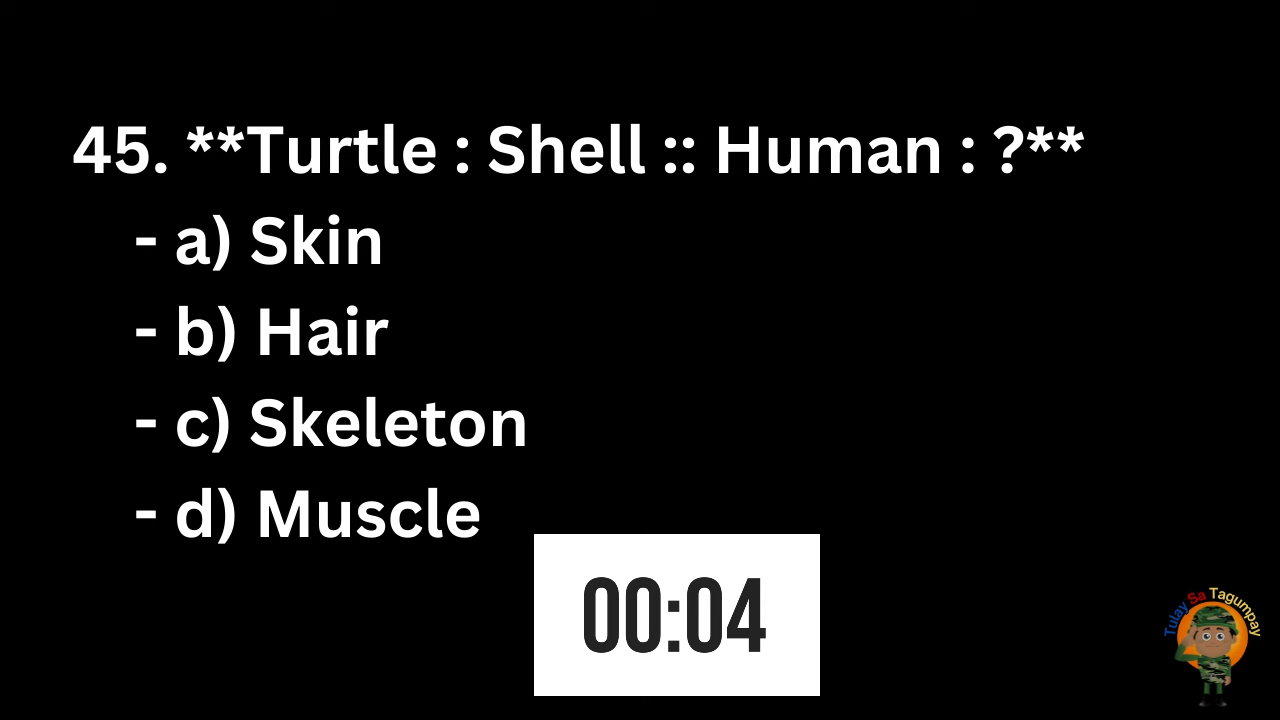 45. **Turtle : Shell :: Human : ?**
- a) Skin
- b) Hair
- c) Skeleton
- d) Muscle
00:04
Tulay Sa Tagumpay